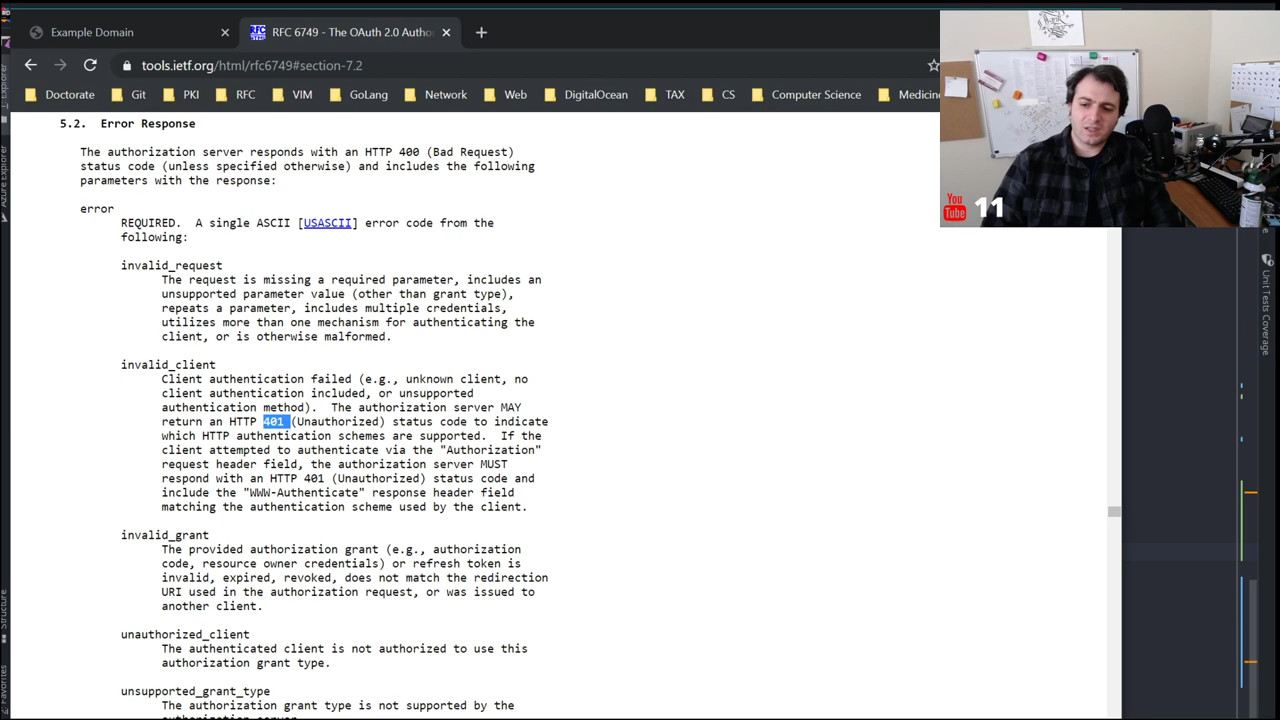 Example Domain
RFC 6749 - The OAuth 2.0 Autho
tools.ietf.org/html/rfc6749#section-7.2
Doctorate Git PKI RFC VIM GoLang Network Web DigitalOcean TAX CS Computer Science Medicine
5.2. Error Response
The authorization server responds with an HTTP 400 (Bad Request)
status code (unless specified otherwise) and includes the following
parameters with the response:
error
REQUIRED. A single ASCII [USASCII] error code from the
following:
invalid_request
The request is missing a required parameter, includes an
unsupported parameter value (other than grant type),
repeats a parameter, includes multiple credentials,
utilizes more than one mechanism for authenticating the
client, or is otherwise malformed.
invalid_client
Client authentication failed (e.g., unknown client, no
client authentication included, or unsupported
authentication method). The authorization server MAY
return an HTTP 401 (Unauthorized) status code to indicate
which HTTP authentication schemes are supported. If the
client attempted to authenticate via the "Authorization"
request header field, the authorization server MUST
respond with an HTTP 401 (Unauthorized) status code and
include the "WWW-Authenticate" response header field
matching the authentication scheme used by the client.
invalid_grant
The provided authorization grant (e.g., authorization
code, resource owner credentials) or refresh token is
invalid, expired, revoked, does not match the redirection
URI used in the authorization request, or was issued to
another client.
unauthorized_client
The authenticated client is not authorized to use this
authorization grant type.
unsupported_grant_type
The authorization grant type is not supported by the
authorization server.
You
Tube
11
Unit Tests Coverage
Azure Explorer
Structure
Favorites